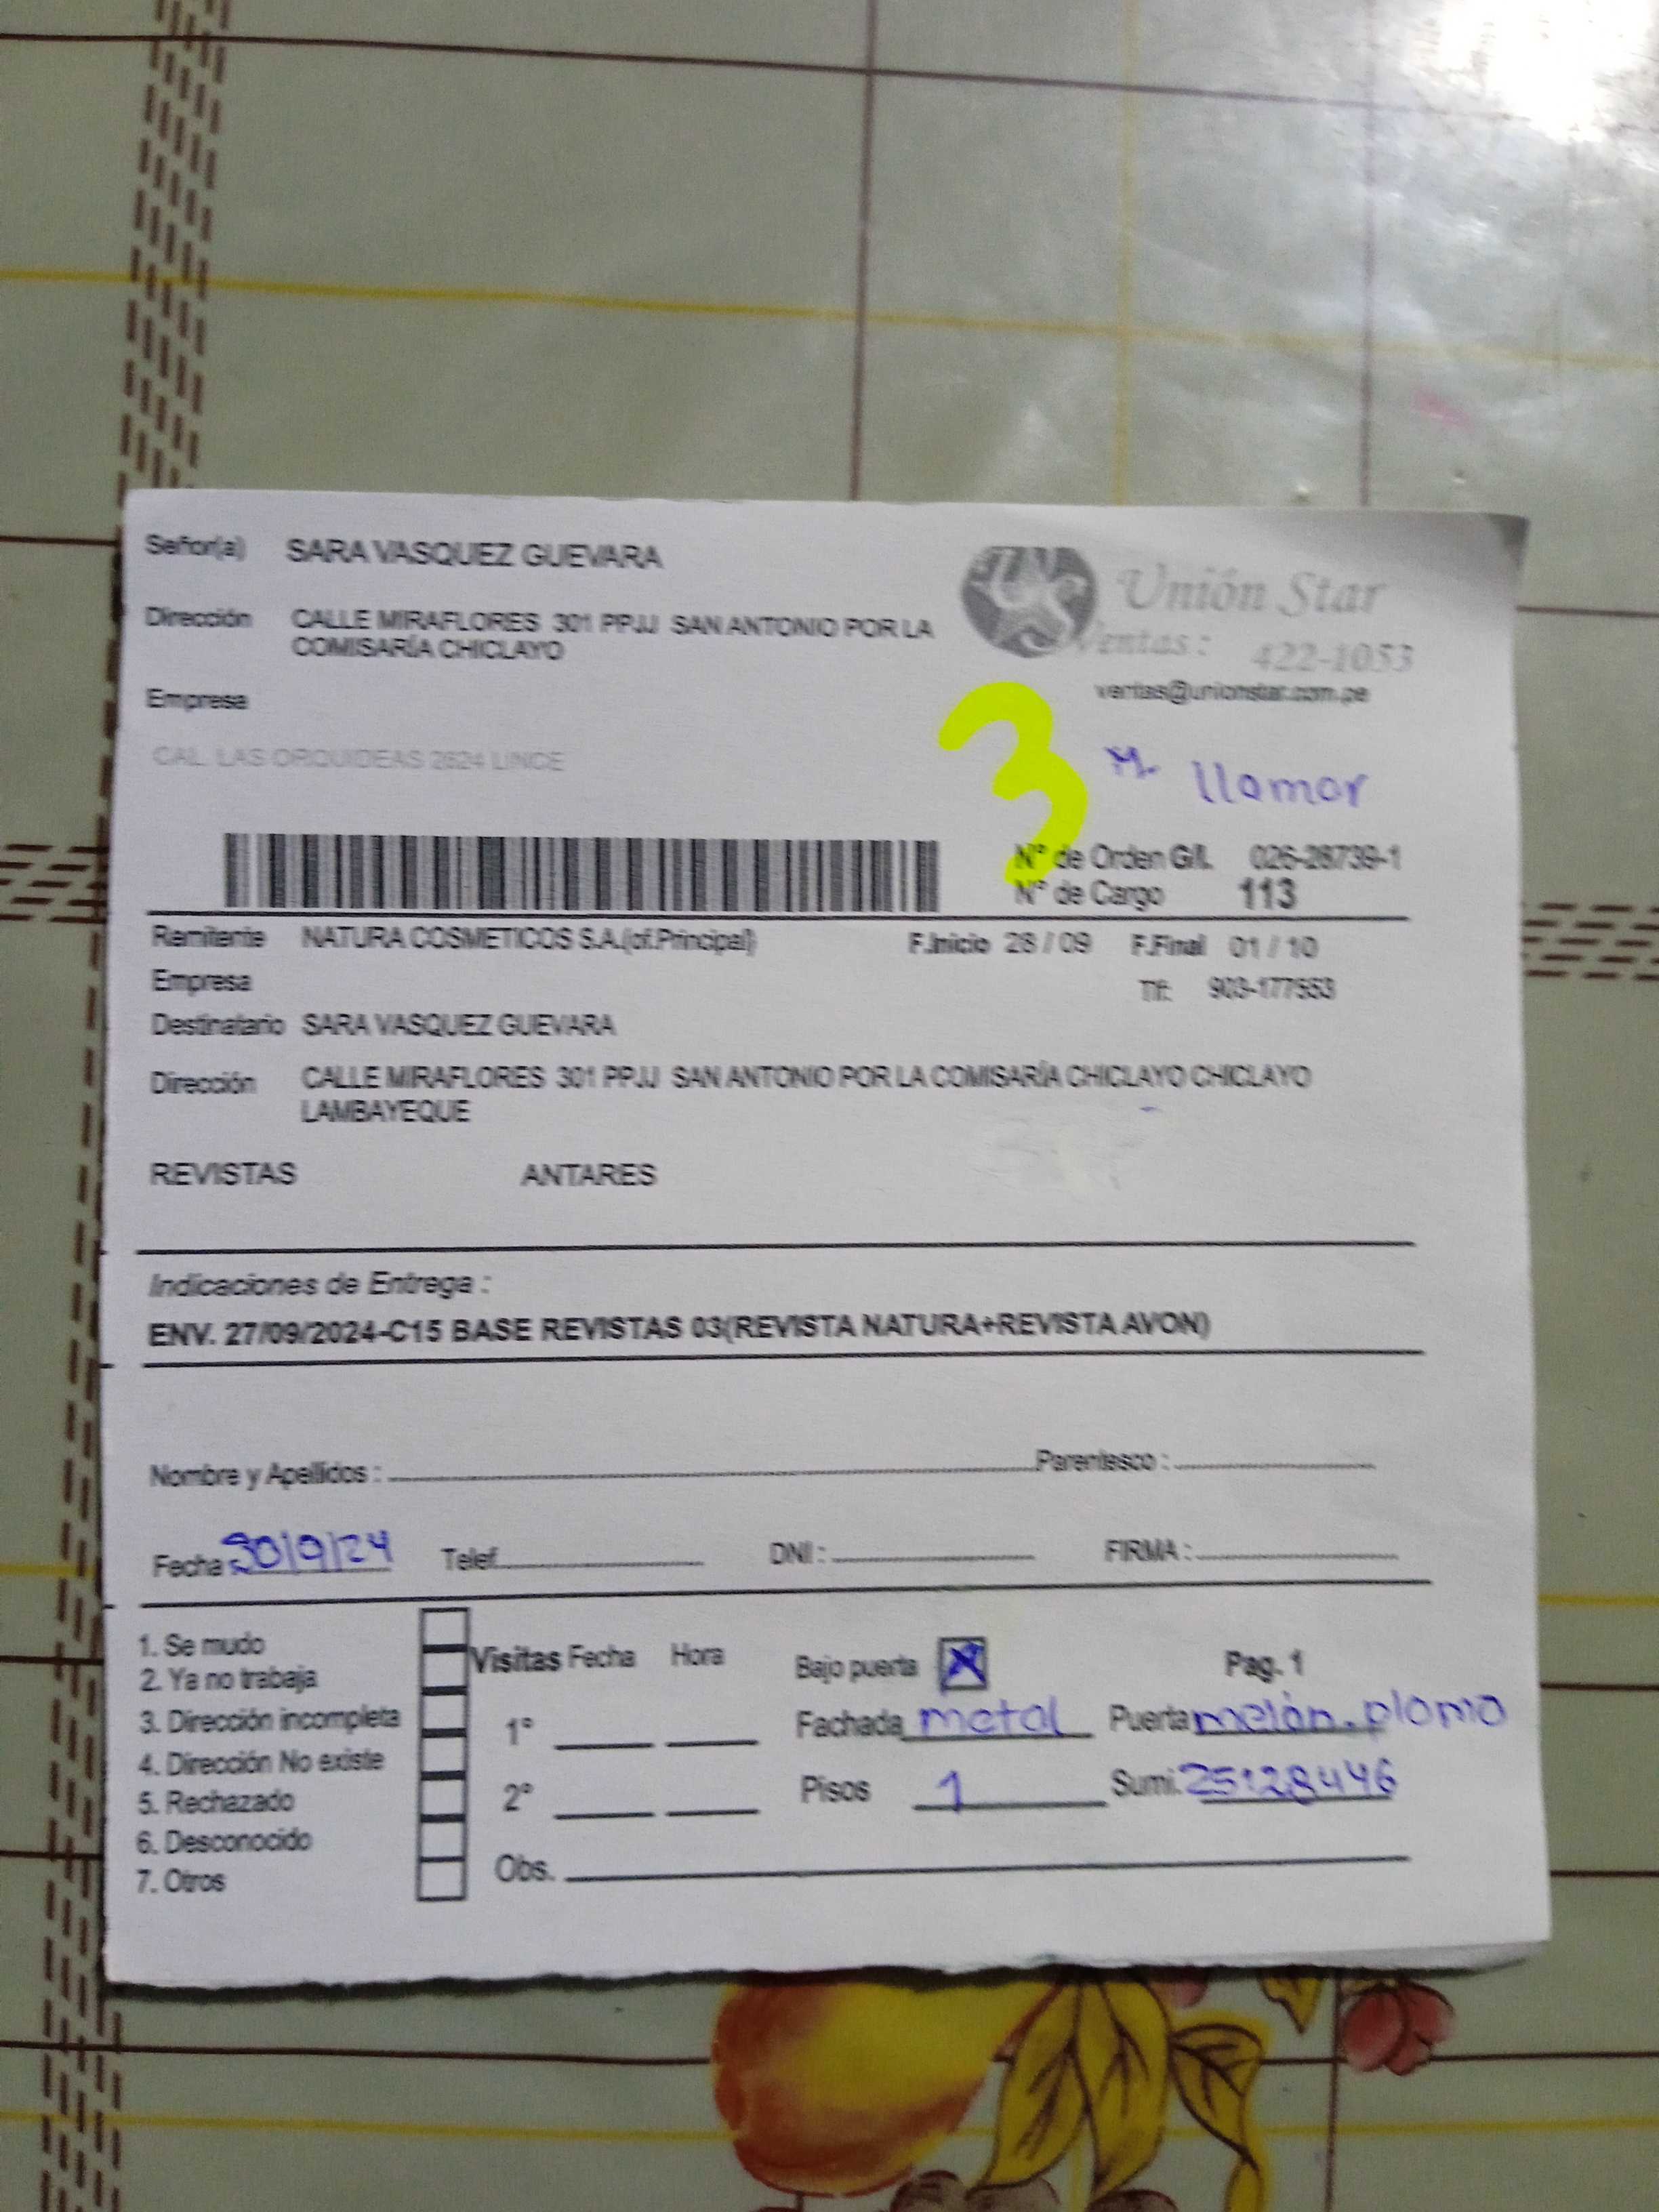 Señor(a) SARA VASQUEZ GUEVARA
Unión Star
Dirección CALLE MIRAFLORES 301 PPJJ SAN ANTONIO POR LA
COMISARÍA CHICLAYO
Ventas: 422-1053
ventas@unionstar.com.pe
Empresa
CAL. LAS ORQUIDEAS 2624 LINCE
3
M. llamar
N° de Orden G/I. 026-28739-1
N° de Cargo 113
Remitente NATURA COSMETICOS S.A.(of.Principal) F.Inicio 28 / 09 F.Final 01 / 10
Empresa Tlf: 903-177553
Destinatario SARA VASQUEZ GUEVARA
Dirección CALLE MIRAFLORES 301 PPJJ SAN ANTONIO POR LA COMISARÍA CHICLAYO CHICLAYO
LAMBAYEQUE
REVISTAS ANTARES
Indicaciones de Entrega :
ENV. 27/09/2024-C15 BASE REVISTAS 03(REVISTA NATURA+REVISTA AVON)
Nombre y Apellidos : Parentesco :
Fecha 30/9/24 Telef. DNI : FIRMA :
1. Se mudo
2. Ya no trabaja
3. Dirección incompleta
4. Dirección No existe
5. Rechazado
6. Desconocido
7. Otros
Visitas Fecha Hora
1°
2°
Obs.
Bajo puerta X Pag. 1
Fachada metal Puerta melón.plomo
Pisos 1 Sumi. 25128446